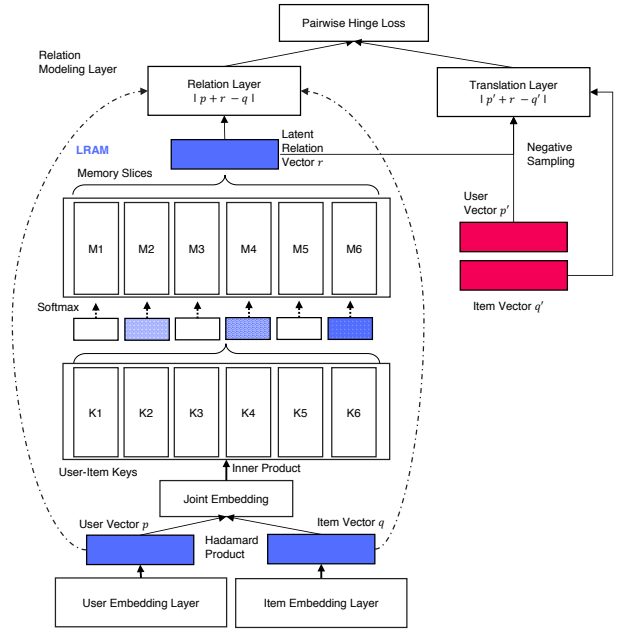 Pairwise Hinge Loss
Relation
Modeling Layer
Relation Layer
| p + r − q |
Translation Layer
| p′ + r − q′ |
LRAM
Latent
Relation
Vector r
Negative
Sampling
Memory Slices
User
Vector p′
M1 M2 M3 M4 M5 M6
Item Vector q′
Softmax
K1 K2 K3 K4 K5 K6
User-Item Keys
Inner Product
Joint Embedding
User Vector p
Hadamard
Product
Item Vector q
User Embedding Layer
Item Embedding Layer